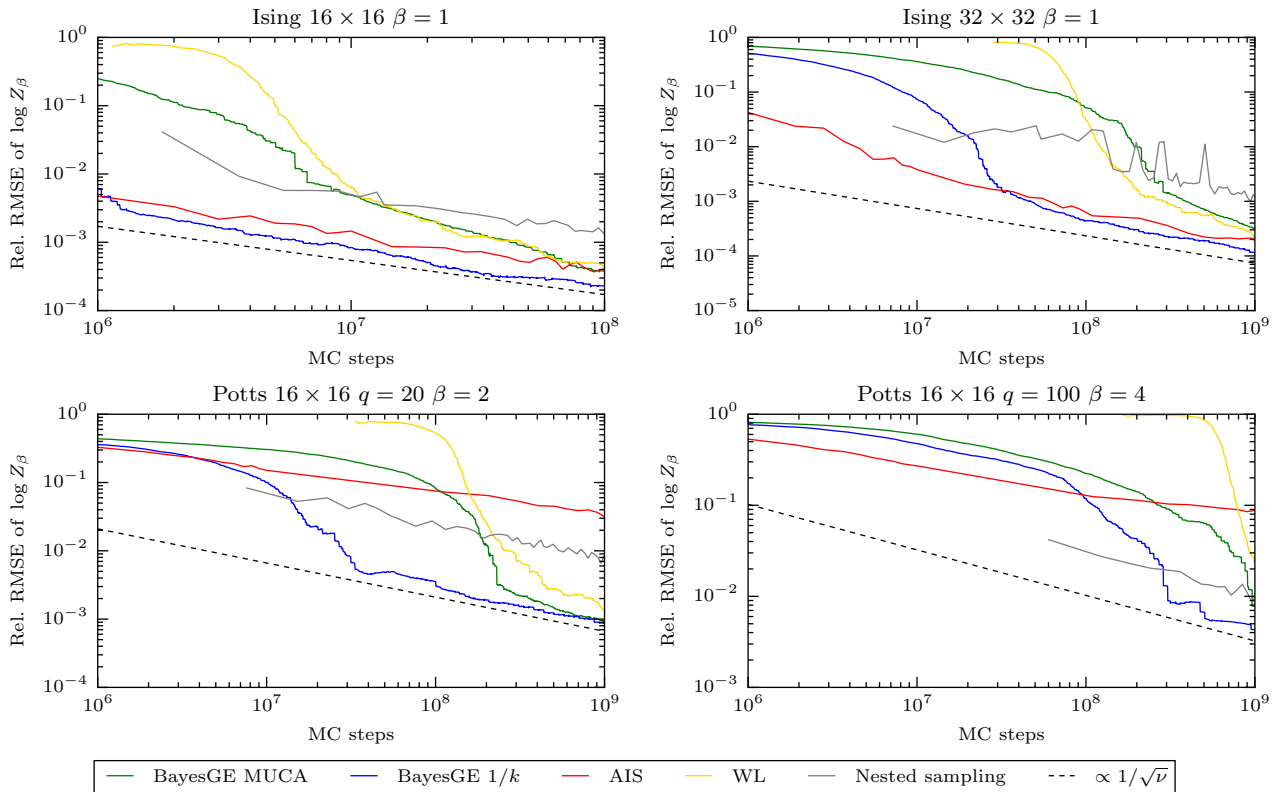 Ising 16 × 16 β = 1
Rel. RMSE of log Z_β
10^0
10^−1
10^−2
10^−3
10^−4
10^6
10^7
10^8
MC steps
Ising 32 × 32 β = 1
Rel. RMSE of log Z_β
10^0
10^−1
10^−2
10^−3
10^−4
10^−5
10^6
10^7
10^8
10^9
MC steps
Potts 16 × 16 q = 20 β = 2
Rel. RMSE of log Z_β
10^0
10^−1
10^−2
10^−3
10^−4
10^6
10^7
10^8
10^9
MC steps
Potts 16 × 16 q = 100 β = 4
Rel. RMSE of log Z_β
10^0
10^−1
10^−2
10^−3
10^6
10^7
10^8
10^9
MC steps
BayesGE MUCA
BayesGE 1/k
AIS
WL
Nested sampling
∝ 1/√ν